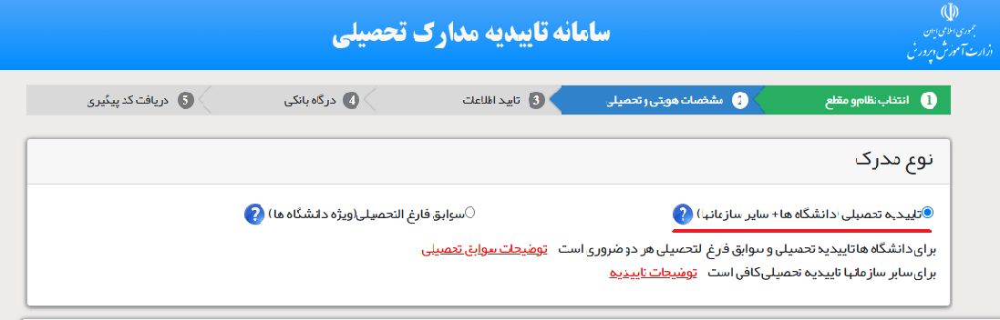 جمهوری اسلامی ایران
وزارت آموزش و پرورش
سامانه تاییدیه مدارک تحصیلی
1 انتخاب نظام و مقطع 2 مشخصات هویتی و تحصیلی 3 تایید اطلاعات 4 درگاه بانکی 5 دریافت کد پیگیری
نوع مدرک
تاییدیه تحصیلی (دانشگاه ها + سایر سازمانها) ? سوابق فارغ التحصیلی(ویژه دانشگاه ها) ?
برای دانشگاه ها تاییدیه تحصیلی و سوابق فرغ لتحصیلی هر دو ضروری است توضیحات سوابق تحصیلی
برای سایر سازمانها تاییدیه تحصیلی کافی است توضیحات تاییدیه